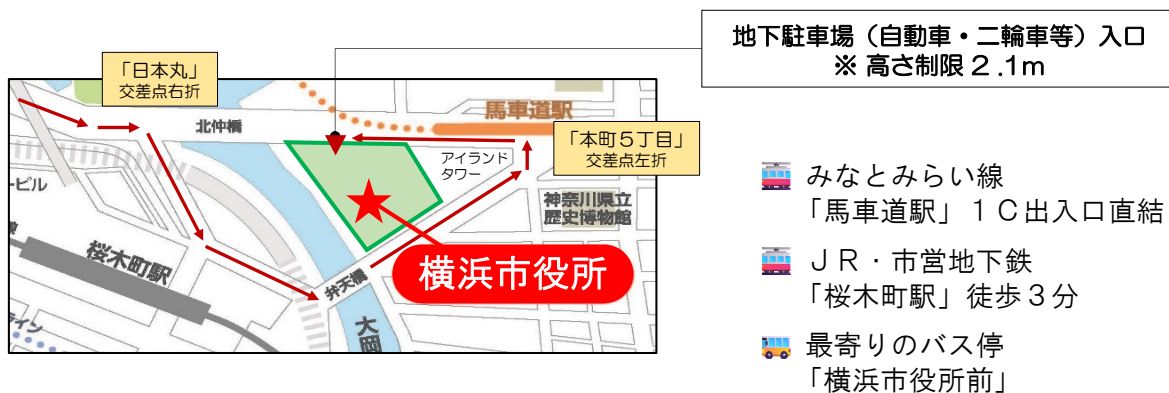 地下駐車場（自動車・二輪車等）入口
※ 高さ制限２.1m
「日本丸」
交差点右折
北仲橋
馬車道駅
「本町５丁目」
交差点左折
アイランド
タワー
神奈川県立
歴史博物館
ービル
桜木町駅
横浜市役所
弁天橋
大岡
線
ライン
みなとみらい線
「馬車道駅」１Ｃ出入口直結
ＪＲ・市営地下鉄
「桜木町駅」徒歩３分
最寄りのバス停
「横浜市役所前」